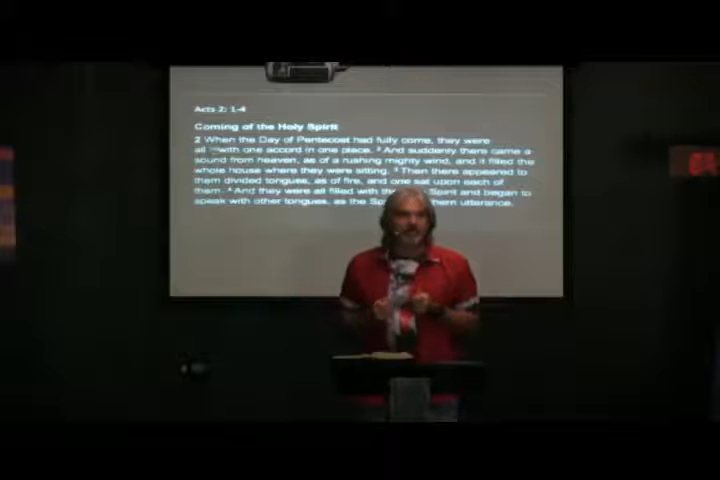 Acts 2: 1-4
Coming of the Holy Spirit
2 When the Day of Pentecost had fully come, they were
all with one accord in one place. 2 And suddenly there came a
sound from heaven, as of a rushing mighty wind, and it filled the
whole house where they were sitting. 3 Then there appeared to
them divided tongues, as of fire, and one sat upon each of
them. 4 And they were all filled with the Spirit and began to
speak with other tongues, as the utterance.